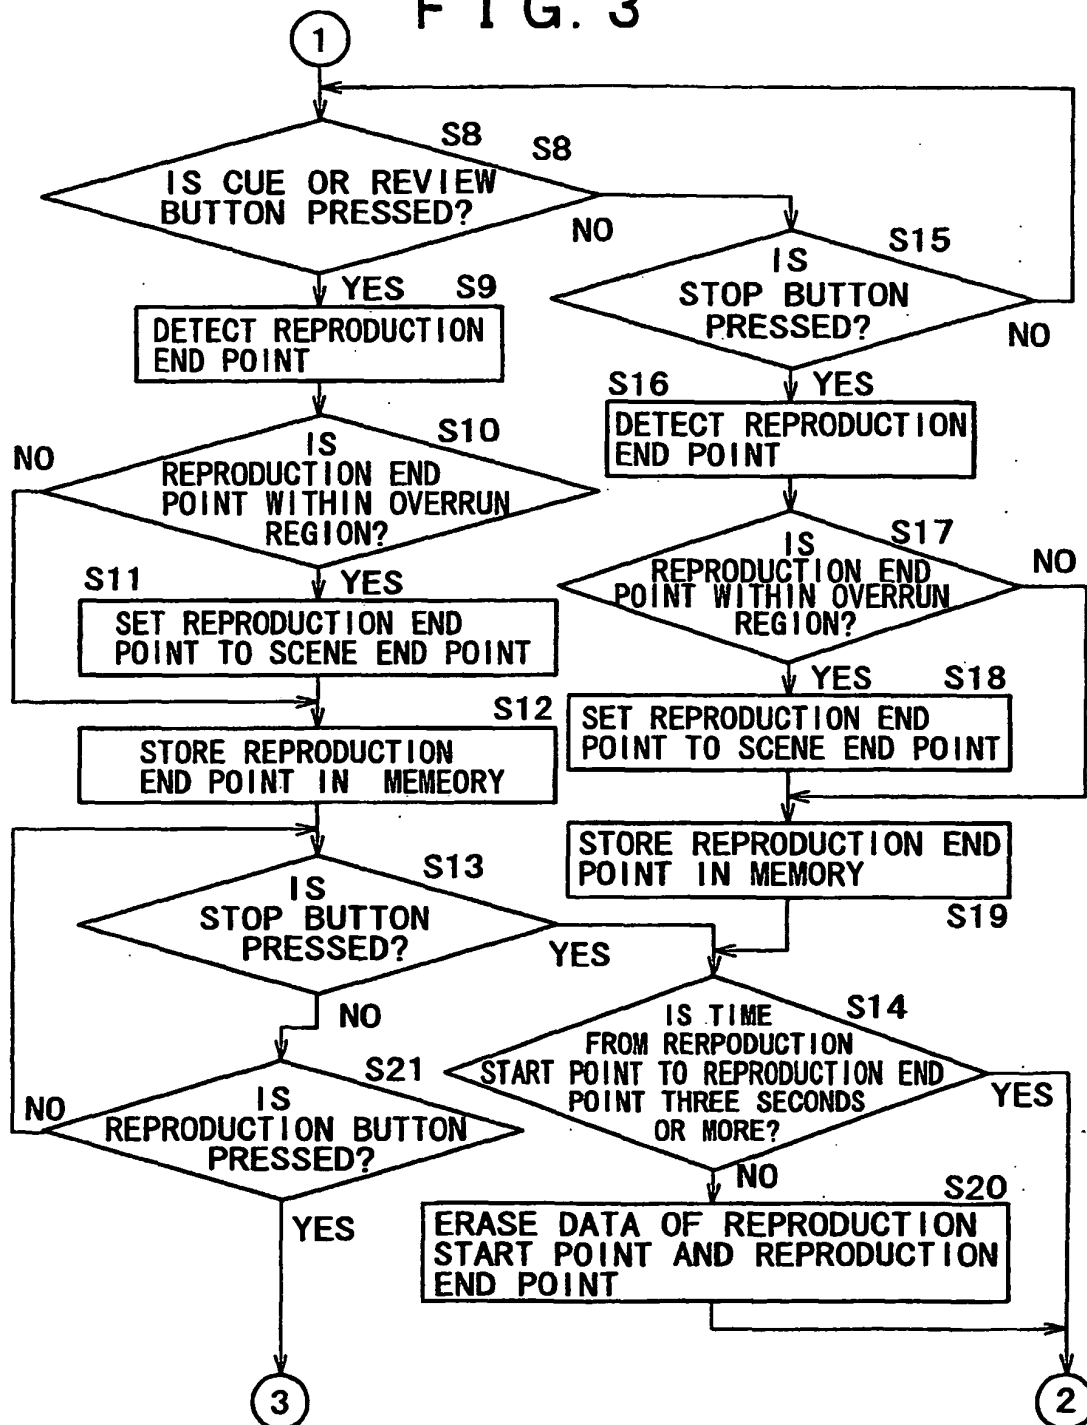 FIG. 3
1
S8
S8
IS CUE OR REVIEW
BUTTON PRESSED?
NO
YES
S9
DETECT REPRODUCTION
END POINT
S10
IS
REPRODUCTION END
POINT WITHIN OVERRUN
REGION?
NO
YES
S11
SET REPRODUCTION END
POINT TO SCENE END POINT
S12
STORE REPRODUCTION
END POINT IN MEMEORY
S13
IS
STOP BUTTON
PRESSED?
YES
NO
S21
IS
REPRODUCTION BUTTON
PRESSED?
NO
YES
3
S15
IS
STOP BUTTON
PRESSED?
NO
YES
S16
DETECT REPRODUCTION
END POINT
S17
IS
REPRODUCTION END
POINT WITHIN OVERRUN
REGION?
NO
YES
S18
SET REPRODUCTION END
POINT TO SCENE END POINT
STORE REPRODUCTION END
POINT IN MEMORY
S19
S14
IS TIME
FROM RERPODUCTION
START POINT TO REPRODUCTION END
POINT THREE SECONDS
OR MORE?
YES
NO
S20
ERASE DATA OF REPRODUCTION
START POINT AND REPRODUCTION
END POINT
2